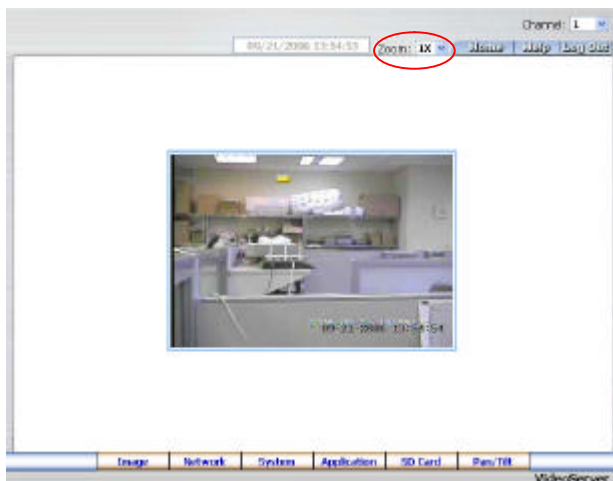 Channel: 1
09/21/2006 13:54:53 Zoom: 1X Home Help Log Out
09-21-2006 13:54:54
Image Network System Application SD Card Pan/Tilt
VideoServer